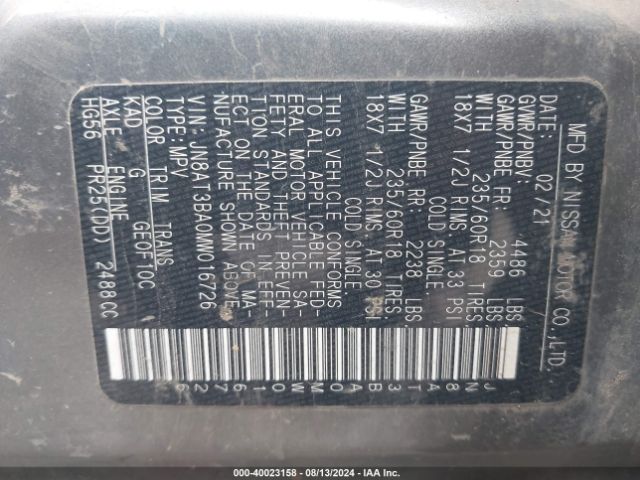 MFD BY NISSAN MOTOR CO.,LTD.
02/21
GVWR/PNBV: 4486 LBS.
GAWR/PNBE FR: 2359 LBS.
235/60R18 TIRES,
18X7 1/2J RIMS AT 33 PSI
COLD SINGLE
GAWR/PNBE RR: 2238 LBS.
235/60R18 TIRES,
18X7 1/2J RIMS AT 30 PSI
COLD SINGLE.
THIS VEHICLE CONFORMS
TO ALL APPLICABLE FED-
ERAL MOTOR VEHICLE SA-
FETY AND THEFT PREVEN-
TION STANDARDS IN EFF-
ECT ON THE DATE OF MA-
NUFACTURE SHOWN ABOVE.
VIN: JN8AT3BA0MW016726
TYPE: MPV
COLOR TRIM TRANS
KAD G GEOFTOC
AXLE ENGINE
HG56 PR25(DD) 2488CC
JN8AT3BA0MW016726
000-40023158 - 08/13/2024 - IAA Inc.